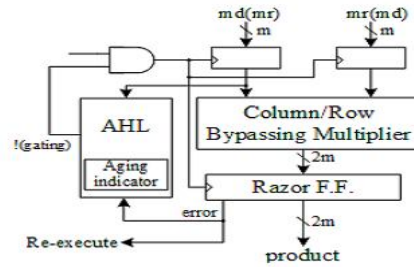 md(mr)
mr(md)
m
m
AHL
Column/Row
Bypassing Multiplier
!(gating)
Aging
indicator
2m
Razor F.F.
error
2m
Re-execute
product